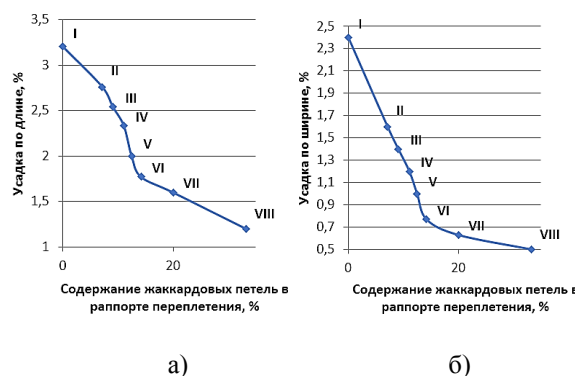 3,5
3
2,5
2
1,5
1
Усадка по длине, %
I
II
III
IV
V
VI
VII
VIII
0
20
Содержание жаккардовых петель в
раппорте переплетения, %
а)
2,5
2,3
2,1
1,9
1,7
1,5
1,3
1,1
0,9
0,7
0,5
Усадка по ширине, %
I
II
III
IV
V
VI
VII
VIII
0
20
Содержание жаккардовых петель в
раппорте переплетения, %
б)